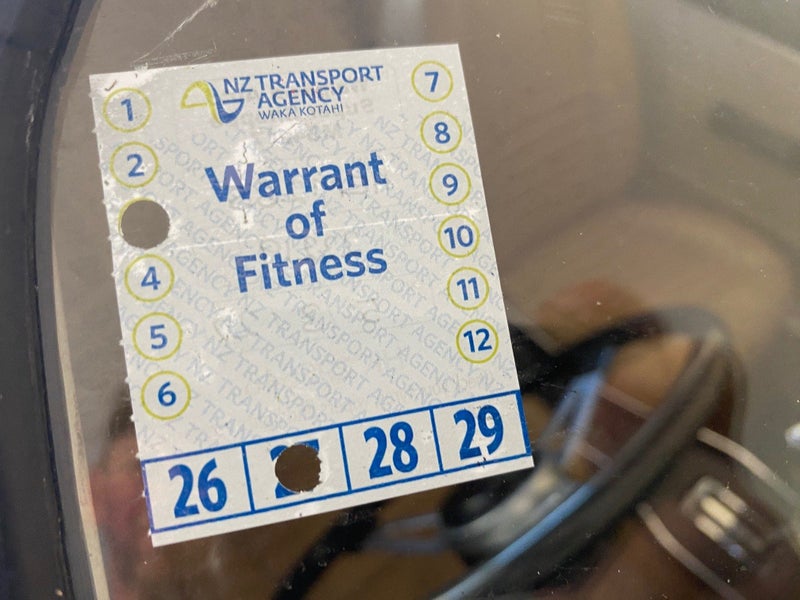 NZ TRANSPORT
AGENCY
WAKA KOTAHI
Warrant
of
Fitness
1
2
4
5
6
7
8
9
10
11
12
26
28
29